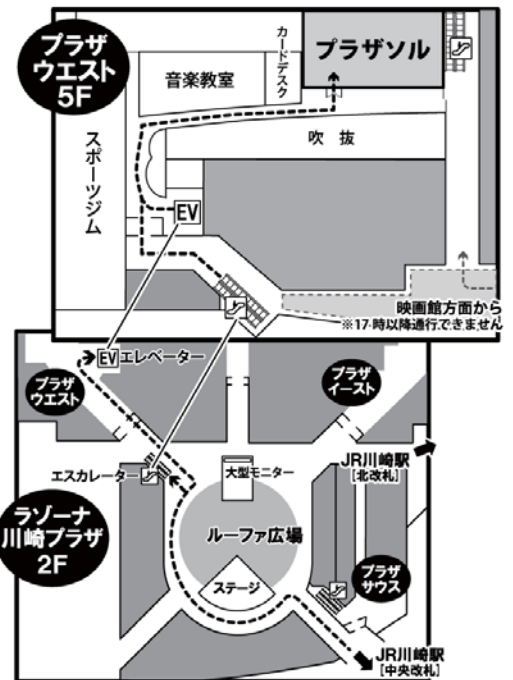 プラザ
ウエスト
5F
音楽教室
カードデスク
プラザソル
スポーツジム
吹 抜
EV
映画館方面から
※17時以降通行できません
EV エレベーター
プラザ
ウエスト
プラザ
イースト
エスカレーター
大型モニター
JR川崎駅
[北改札]
ラゾーナ
川崎プラザ
2F
ルーファ広場
ステージ
プラザ
サウス
JR川崎駅
[中央改札]